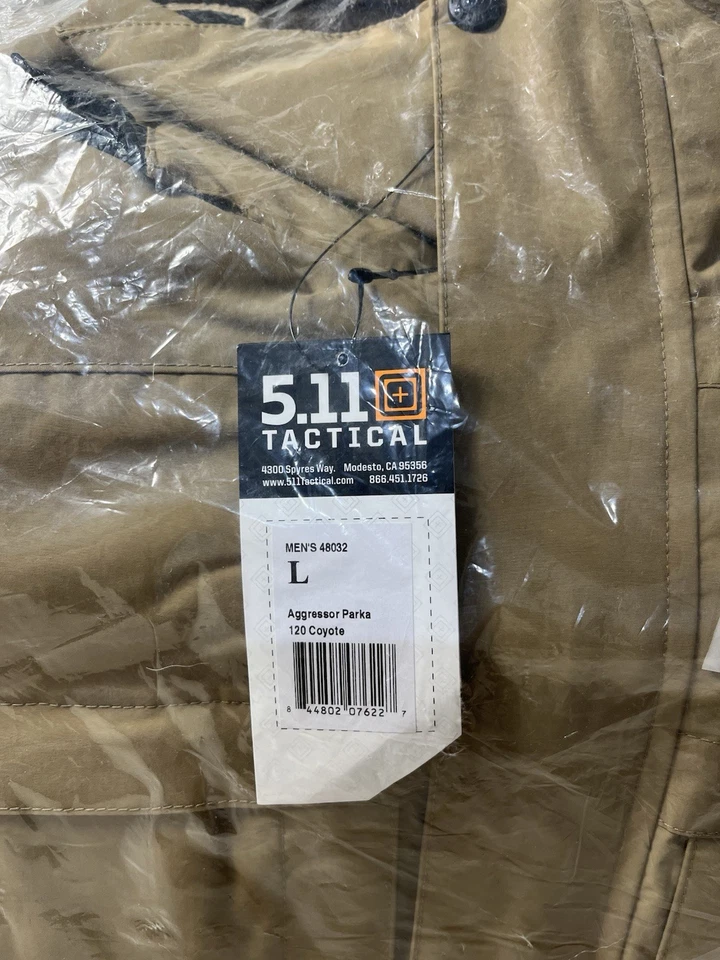 5.11
TACTICAL
4300 Spyres Way. Modesto, CA 95356
www.511Tactical.com 866.451.1726
MEN'S 48032
L
Aggressor Parka
120 Coyote
8 44802 07622 7